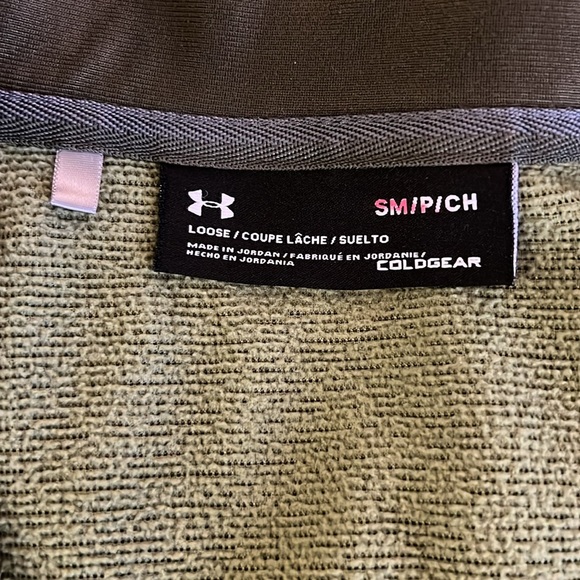 SM/P/CH
LOOSE / COUPE LÂCHE / SUELTO
MADE IN JORDAN / FABRIQUÉ EN JORDANIE/
HECHO EN JORDANIA
COLDGEAR